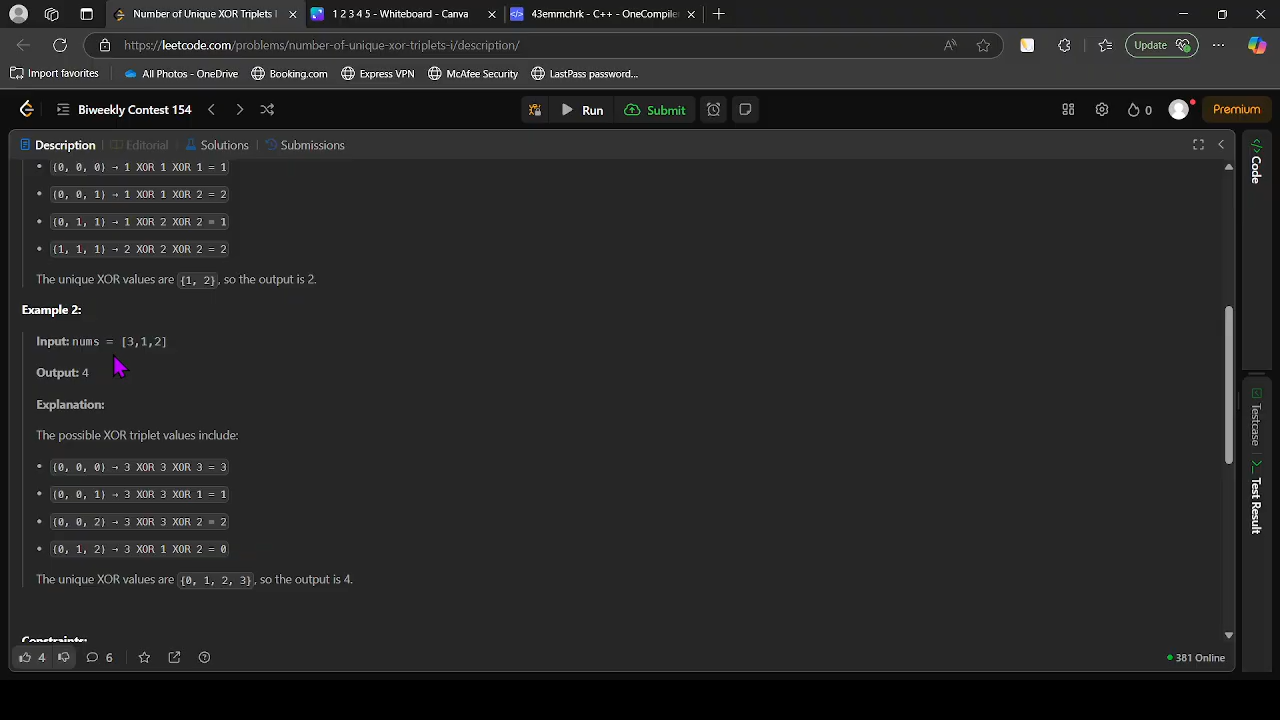 Number of Unique XOR Triplets I
1 2 3 4 5 - Whiteboard - Canva
43emmchrk - C++ - OneCompiler
https://leetcode.com/problems/number-of-unique-xor-triplets-i/description/
Update
Import favorites
All Photos - OneDrive
Booking.com
Express VPN
McAfee Security
LastPass password...
Biweekly Contest 154
Run
Submit
0
Premium
Description
Editorial
Solutions
Submissions
Code
(0, 0, 0) → 1 XOR 1 XOR 1 = 1
(0, 0, 1) → 1 XOR 1 XOR 2 = 2
(0, 1, 1) → 1 XOR 2 XOR 2 = 1
(1, 1, 1) → 2 XOR 2 XOR 2 = 2
The unique XOR values are {1, 2}, so the output is 2.
Example 2:
Input: nums = [3,1,2]
Output: 4
Explanation:
The possible XOR triplet values include:
(0, 0, 0) → 3 XOR 3 XOR 3 = 3
(0, 0, 1) → 3 XOR 3 XOR 1 = 1
(0, 0, 2) → 3 XOR 3 XOR 2 = 2
(0, 1, 2) → 3 XOR 1 XOR 2 = 0
The unique XOR values are {0, 1, 2, 3}, so the output is 4.
Constraints:
Testcase
Test Result
4
6
381 Online